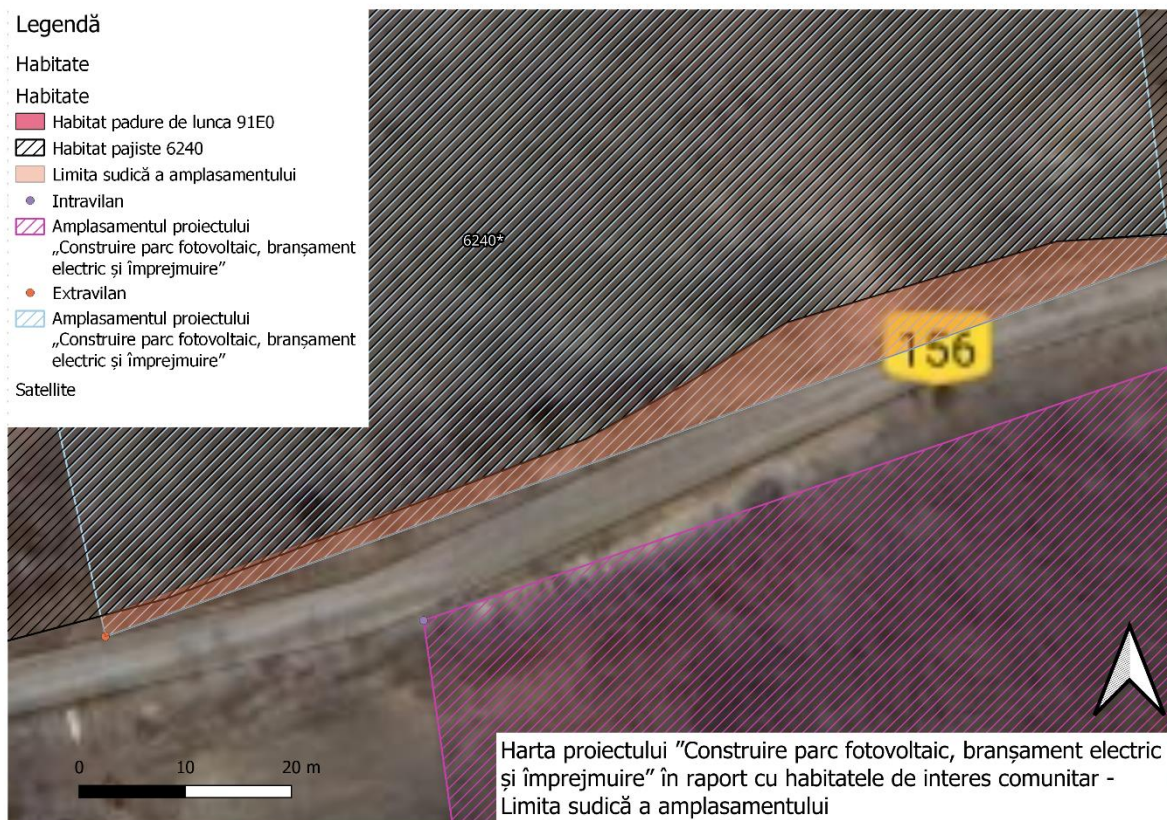 Legendă
Habitate
Habitate
Habitat padure de lunca 91E0
Habitat pajiste 6240
Limita sudică a amplasamentului
Intravilan
Amplasamentul proiectului
„Construire parc fotovoltaic, branșament
electric și împrejmuire”
Extravilan
Amplasamentul proiectului
„Construire parc fotovoltaic, branșament
electric și împrejmuire”
Satellite
6240*
156
0 10 20 m
Harta proiectului ”Construire parc fotovoltaic, branșament electric
și împrejmuire” în raport cu habitatele de interes comunitar -
Limita sudică a amplasamentului